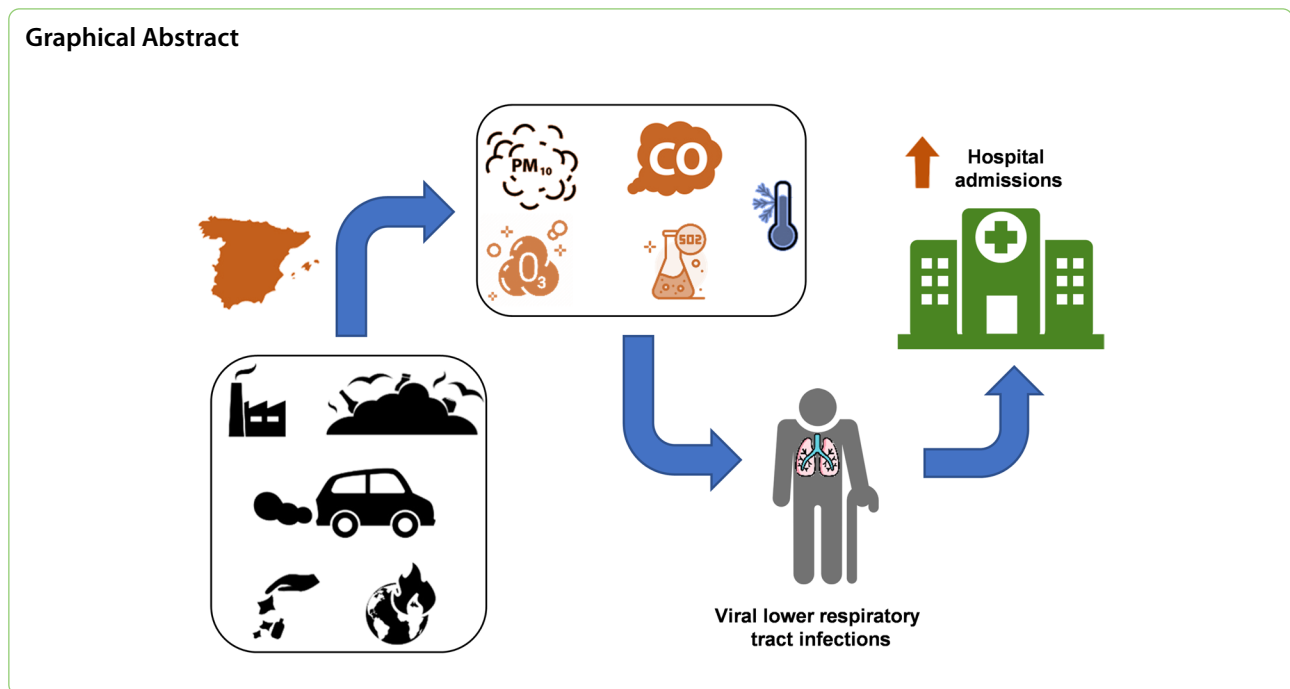 Graphical Abstract
PM10
CO
O3
SO2
Hospital
admissions
Viral lower respiratory
tract infections